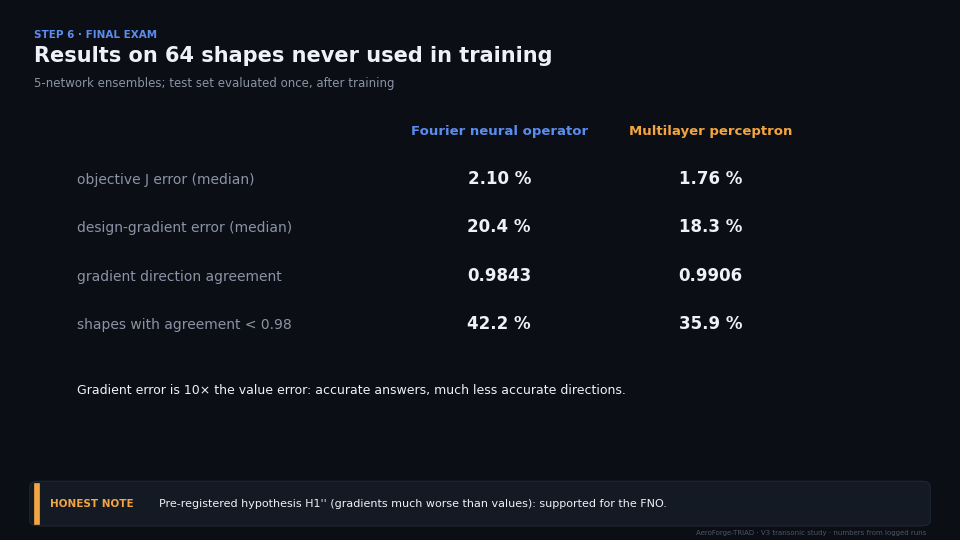 STEP 6 · FINAL EXAM
Results on 64 shapes never used in training
5-network ensembles; test set evaluated once, after training
Fourier neural operator Multilayer perceptron
objective J error (median) 2.10 % 1.76 %
design-gradient error (median) 20.4 % 18.3 %
gradient direction agreement 0.9843 0.9906
shapes with agreement < 0.98 42.2 % 35.9 %
Gradient error is 10× the value error: accurate answers, much less accurate directions.
HONEST NOTE Pre-registered hypothesis H1'' (gradients much worse than values): supported for the FNO.
AeroForge-TRIAD · V3 transonic study · numbers from logged runs